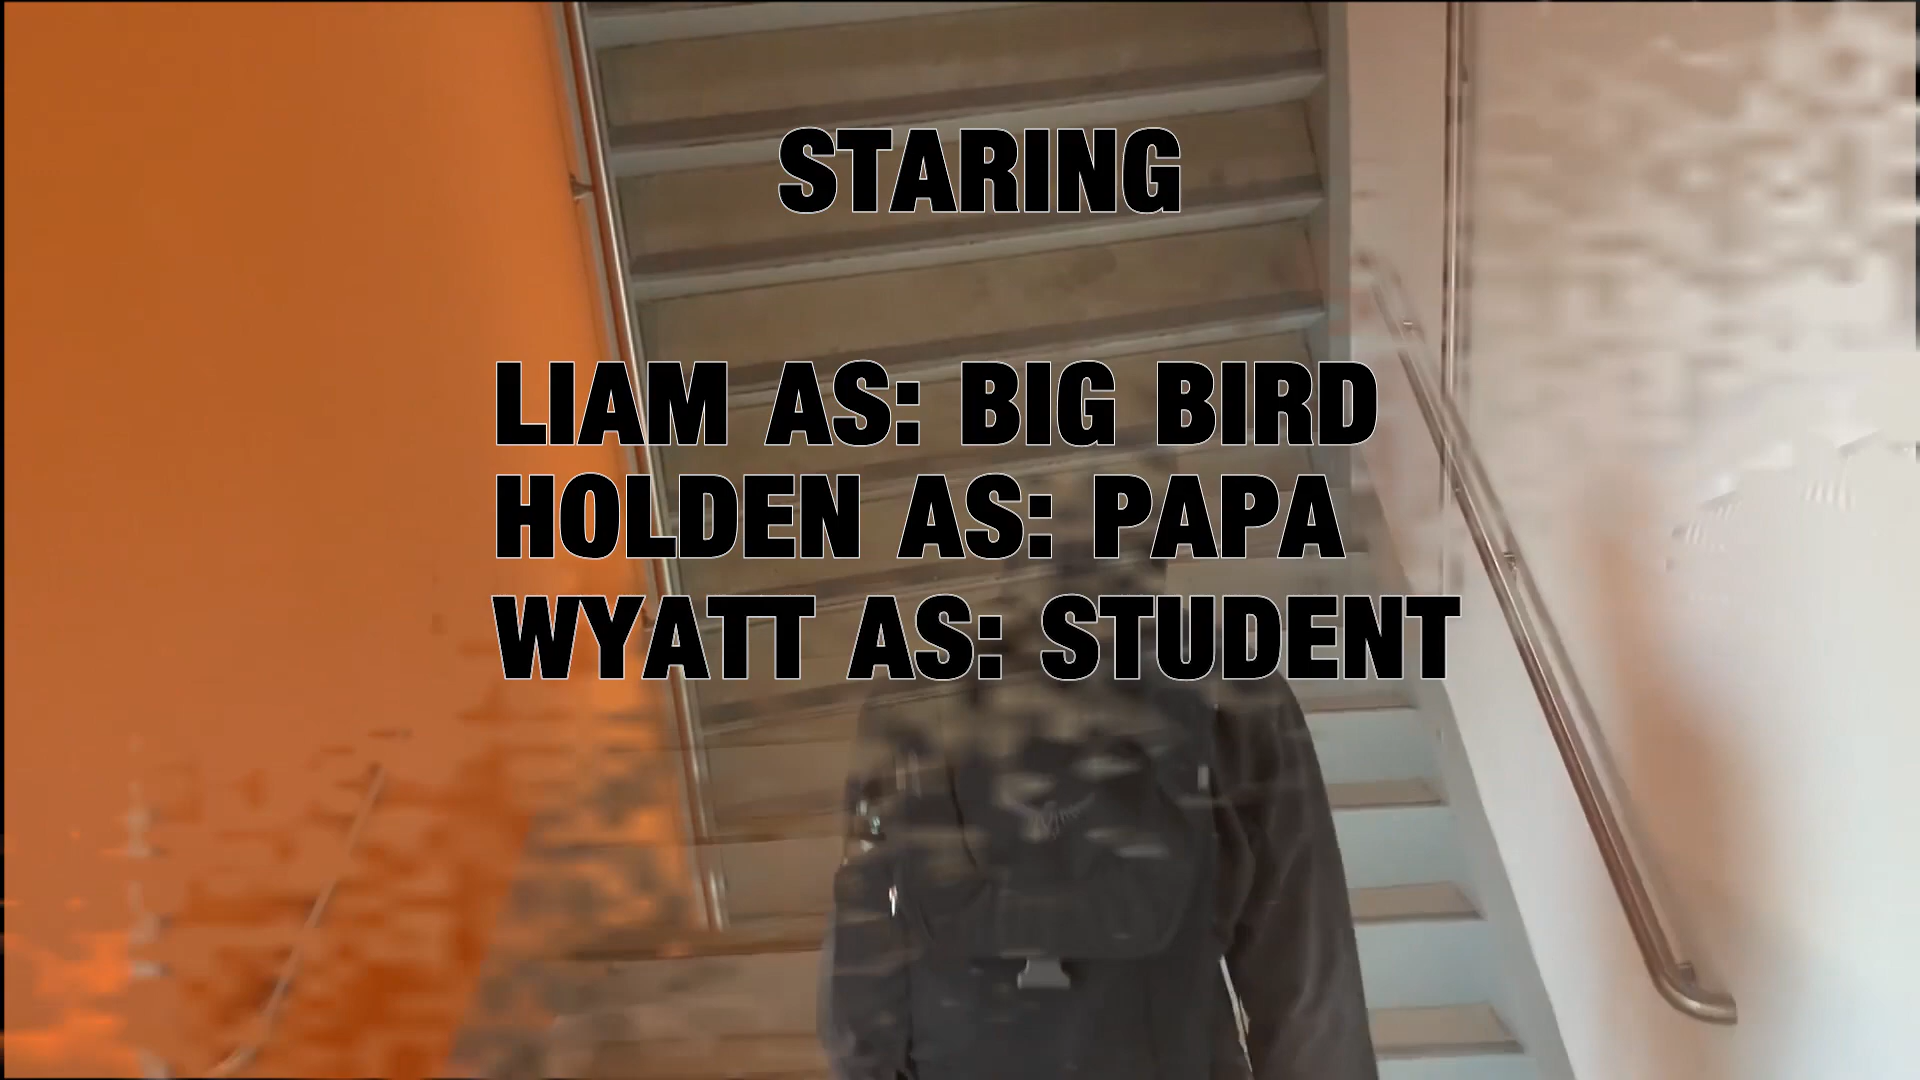 STARING
LIAM AS: BIG BIRD
HOLDEN AS: PAPA
WYATT AS: STUDENT